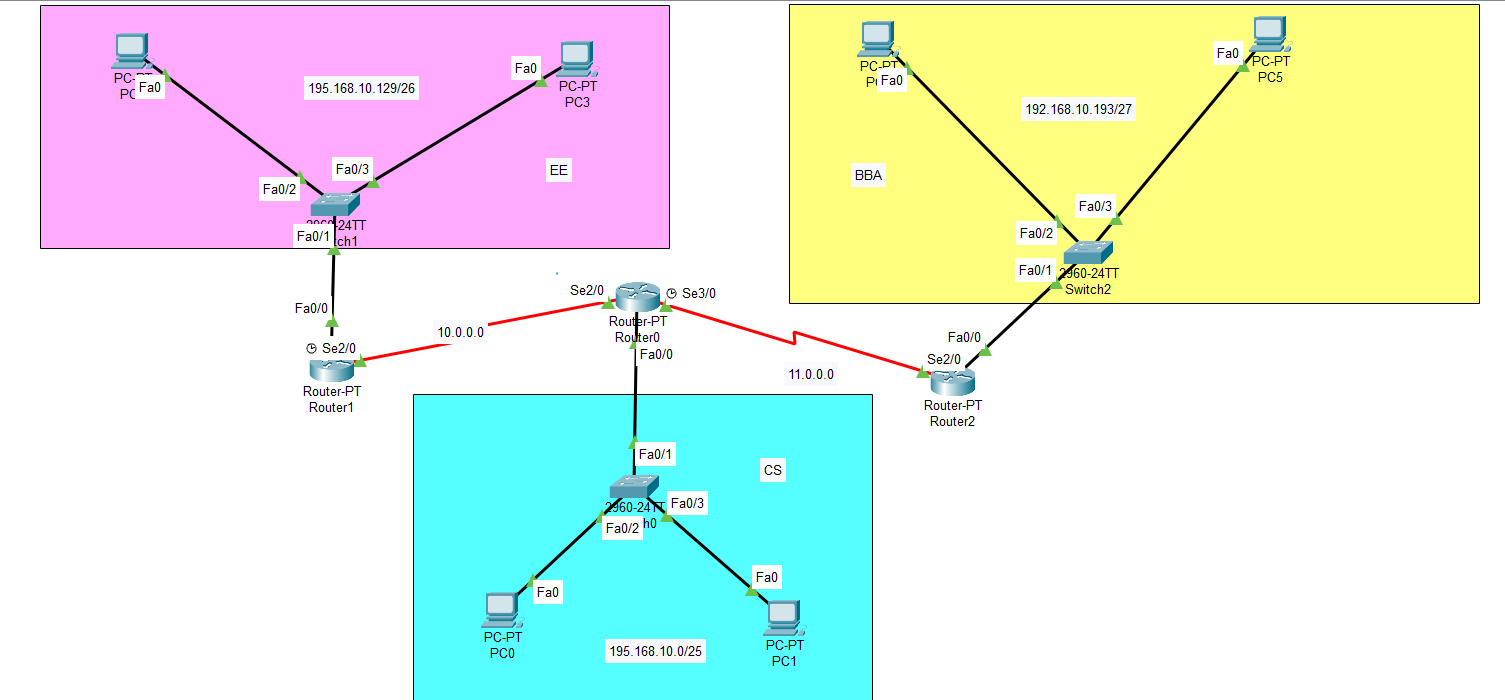 PC-PT
Fa0
Fa0
PC-PT
PC3
195.168.10.129/26
EE
Fa0/3
Fa0/2
Fa0/1
Fa0/0
Se2/0
Router-PT
Router1
10.0.0.0
Se2/0
Se3/0
Router-PT
Router0
Fa0/0
11.0.0.0
PC-PT
Fa0
Fa0
PC-PT
PC5
192.168.10.193/27
BBA
Fa0/3
Fa0/2
Fa0/1
2960-24TT
Switch2
Fa0/0
Se2/0
Router-PT
Router2
Fa0/1
CS
2960-24TT
Fa0/3
Fa0/2
Fa0
Fa0
PC-PT
PC0
PC-PT
PC1
195.168.10.0/25